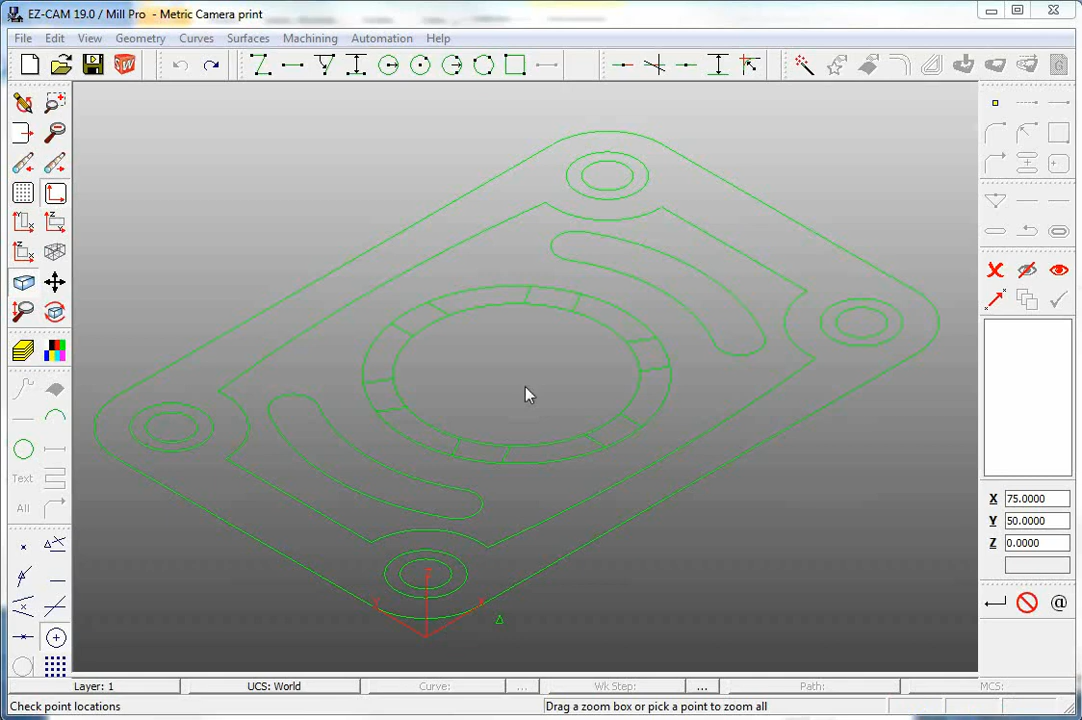 EZ-CAM 19.0 / Mill Pro - Metric Camera print
File Edit View Geometry Curves Surfaces Machining Automation Help
Text
All
X 75.0000
Y 50.0000
Z 0.0000
@
Layer: 1 UCS: World Curve: ... Wk Step: ... Path: MCS:
Check point locations Drag a zoom box or pick a point to zoom all